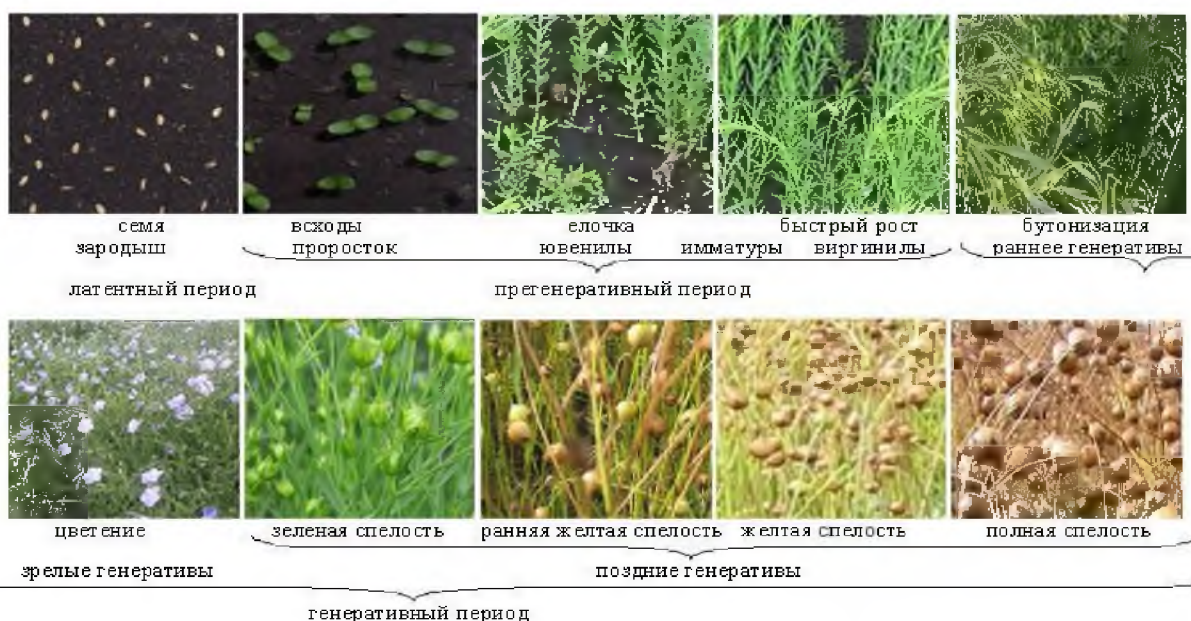 семя всходы елочка быстрый рост бутонизация
зародыш проросток ювенилы имматуры виргинилы раннее генеративы
латентный период прегенеративный период
цветение зеленая спелость ранняя желтая спелость желтая спелость полная спелость
зрелые генеративы поздние генеративы
генеративный период